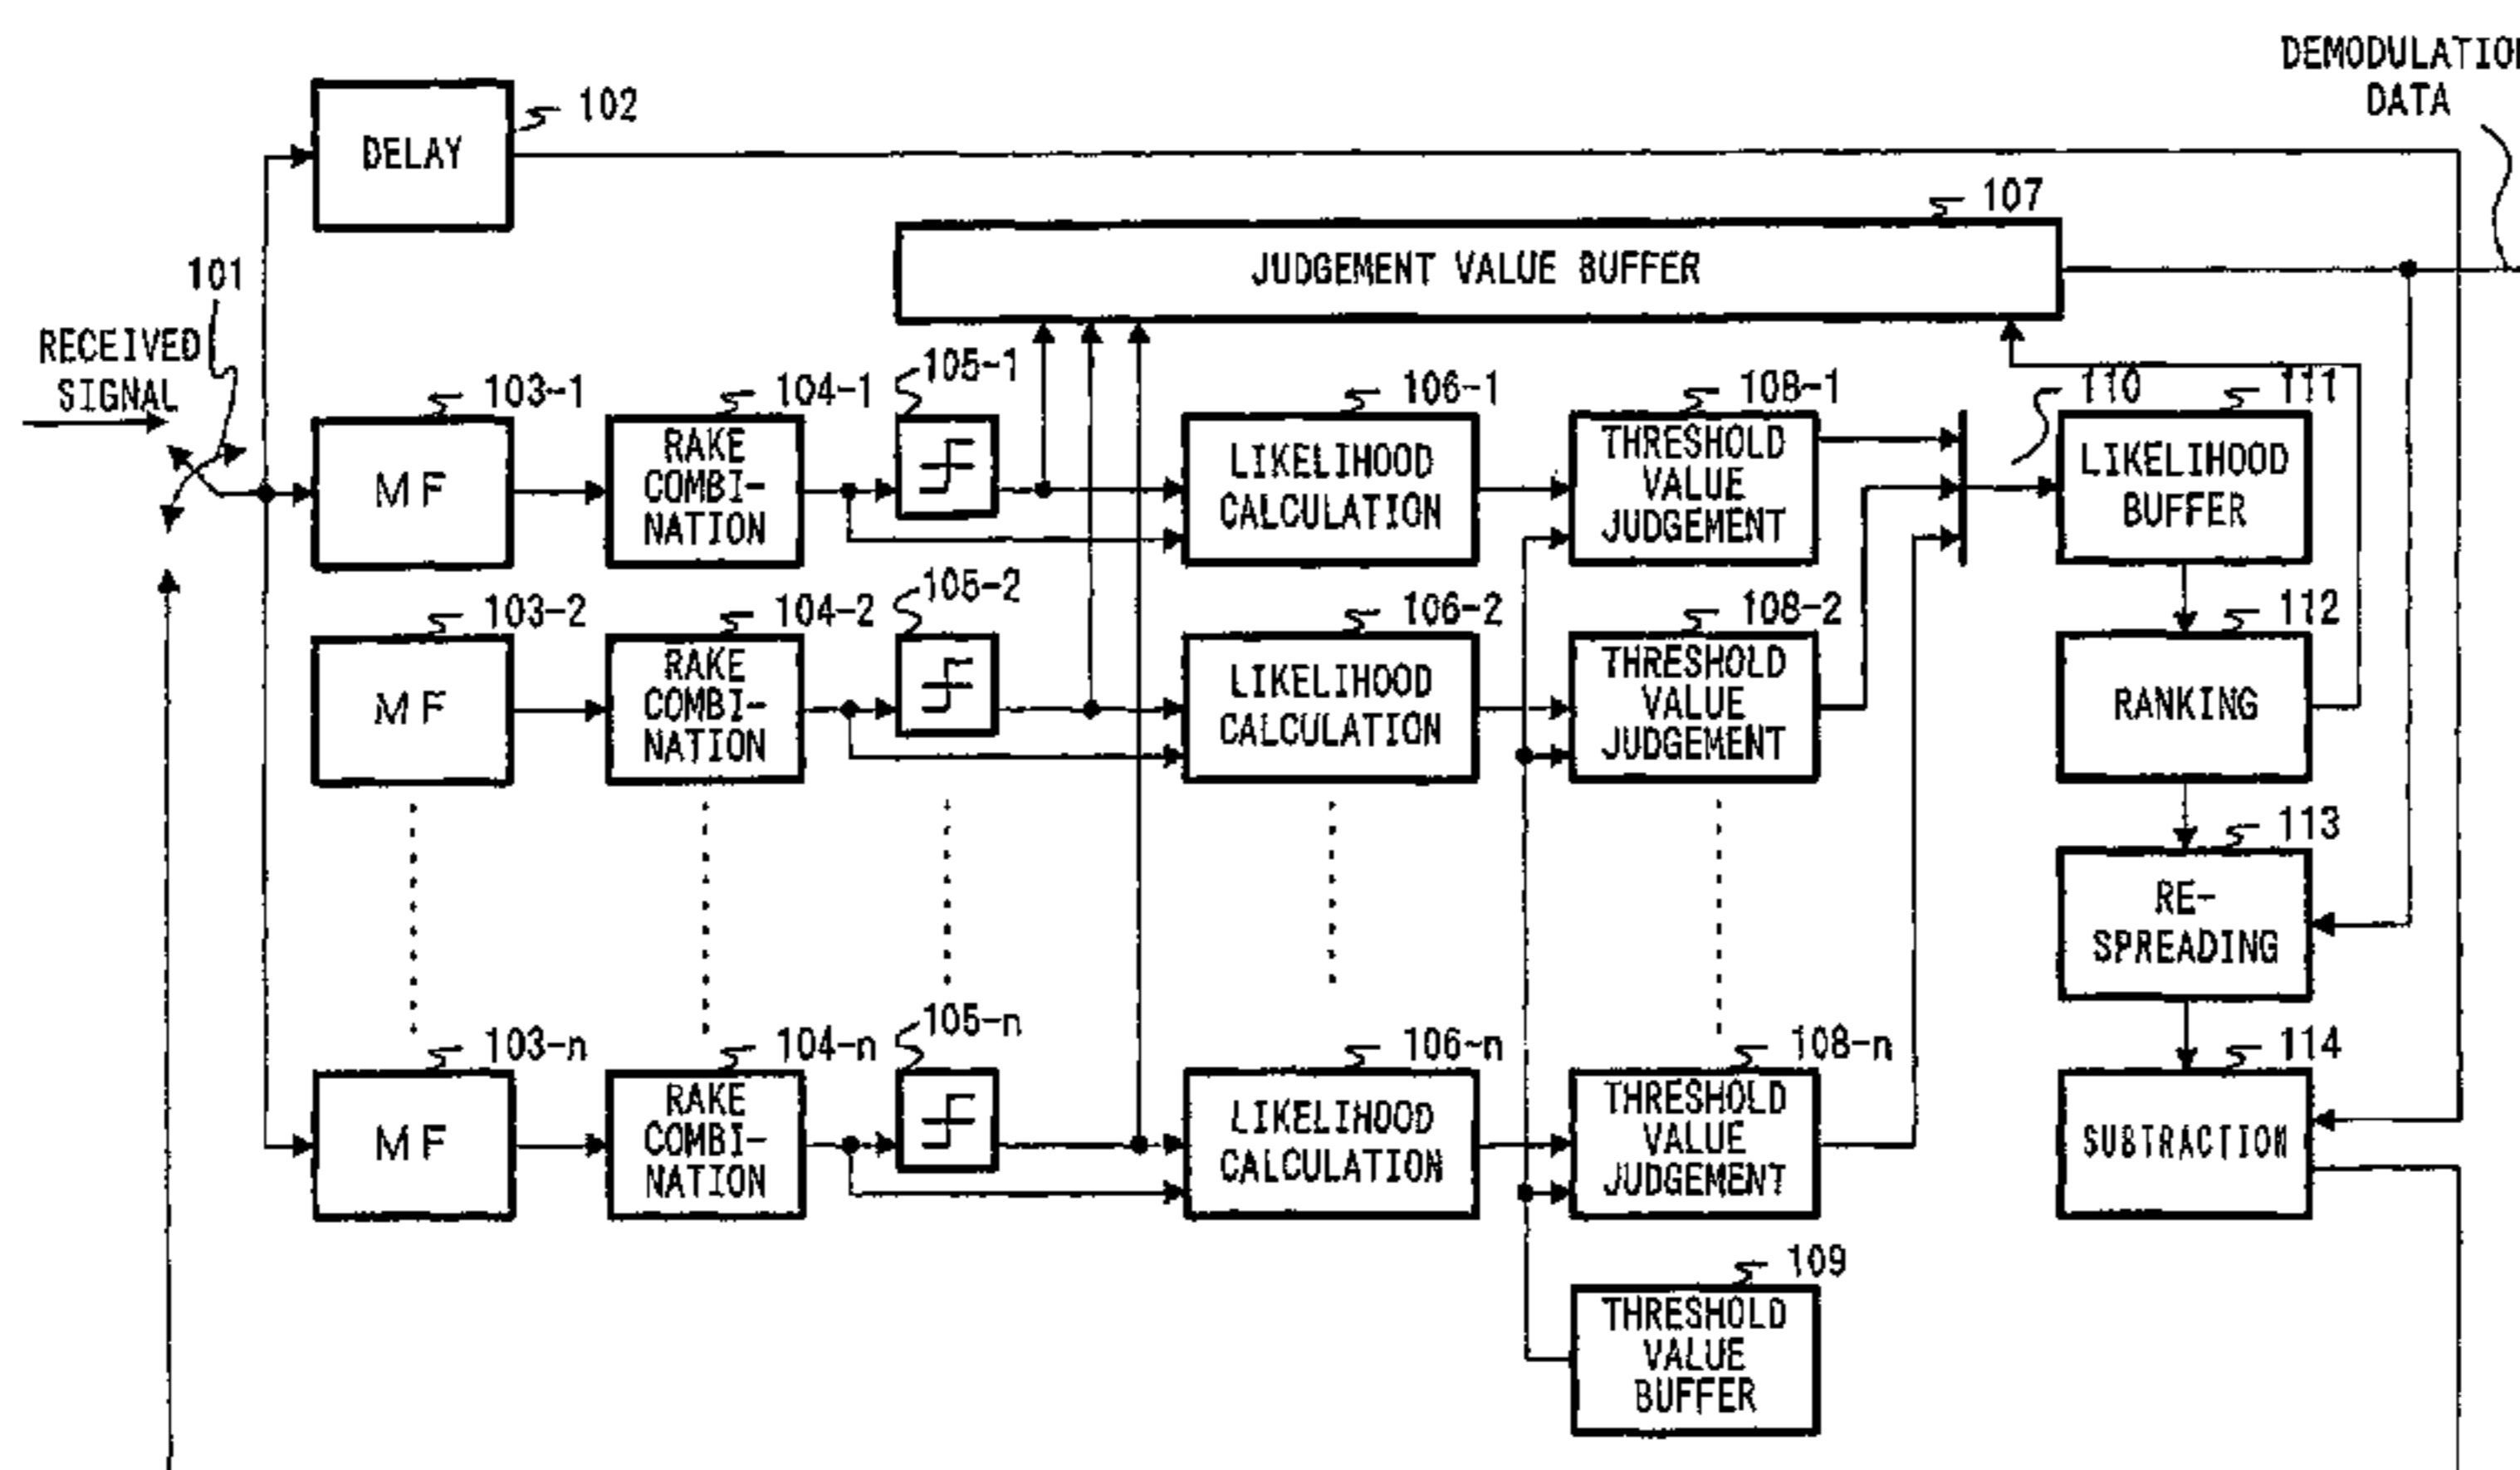 DEMODULATION
DATA
102
DELAY
107
JUDGEMENT VALUE BUFFER
101
RECEIVED
SIGNAL
103-1
MF
104-1
RAKE
COMBI-
NATION
105-1
106-1
LIKELIHOOD
CALCULATION
108-1
THRESHOLD
VALUE
JUDGEMENT
110
111
LIKELIHOOD
BUFFER
103-2
MF
104-2
RAKE
COMBI-
NATION
105-2
106-2
LIKELIHOOD
CALCULATION
108-2
THRESHOLD
VALUE
JUDGEMENT
112
RANKING
113
RE-
SPREADING
103-n
MF
104-n
RAKE
COMBI-
NATION
105-n
106-n
LIKELIHOOD
CALCULATION
108-n
THRESHOLD
VALUE
JUDGEMENT
114
SUBTRACTION
109
THRESHOLD
VALUE
BUFFER